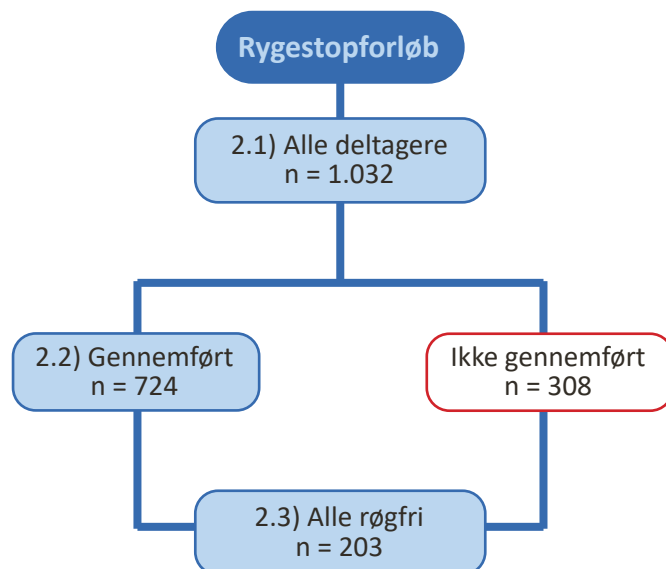 Rygestopforløb
2.1) Alle deltagere
n = 1.032
2.2) Gennemført
n = 724
Ikke gennemført
n = 308
2.3) Alle røgfri
n = 203